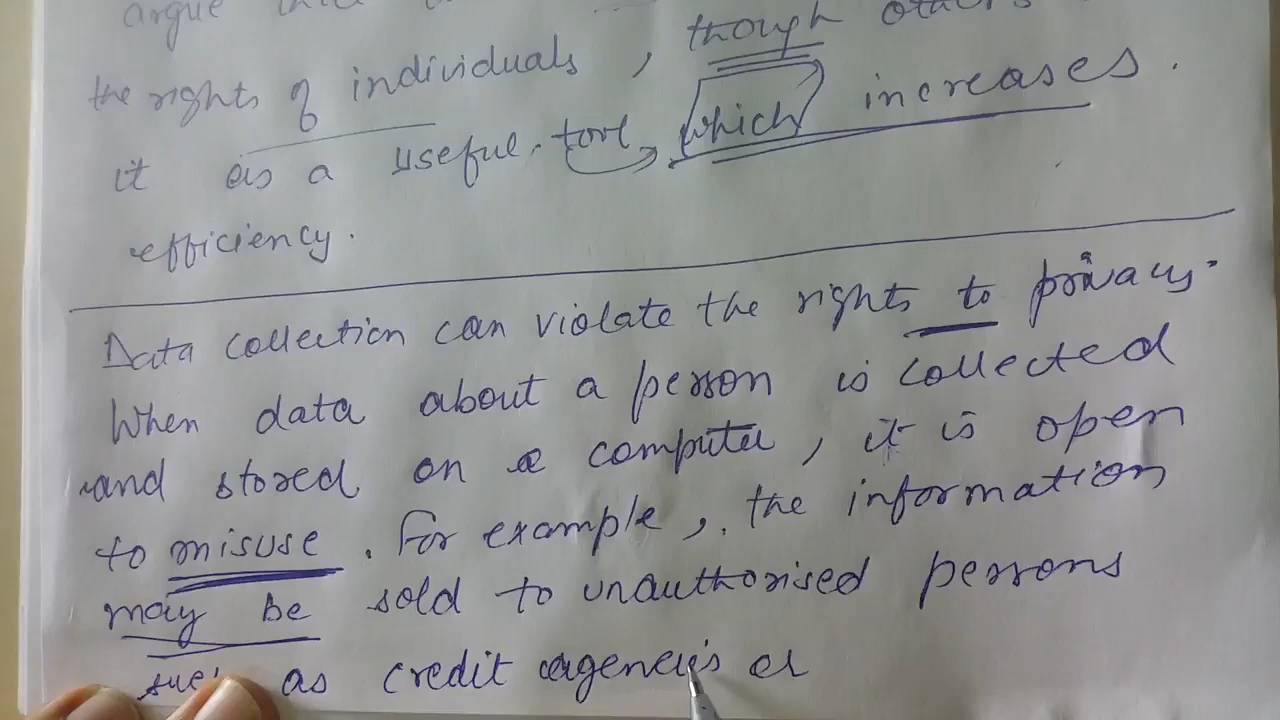 argue
the rights of individuals, though others
it as a useful tool, which increases.
efficiency.
Data collection can violate the rights to privacy.
When data about a person is collected
and stored on a computer, it is open
to misuse. For example, the information
may be sold to unauthorised persons
such as credit agencies